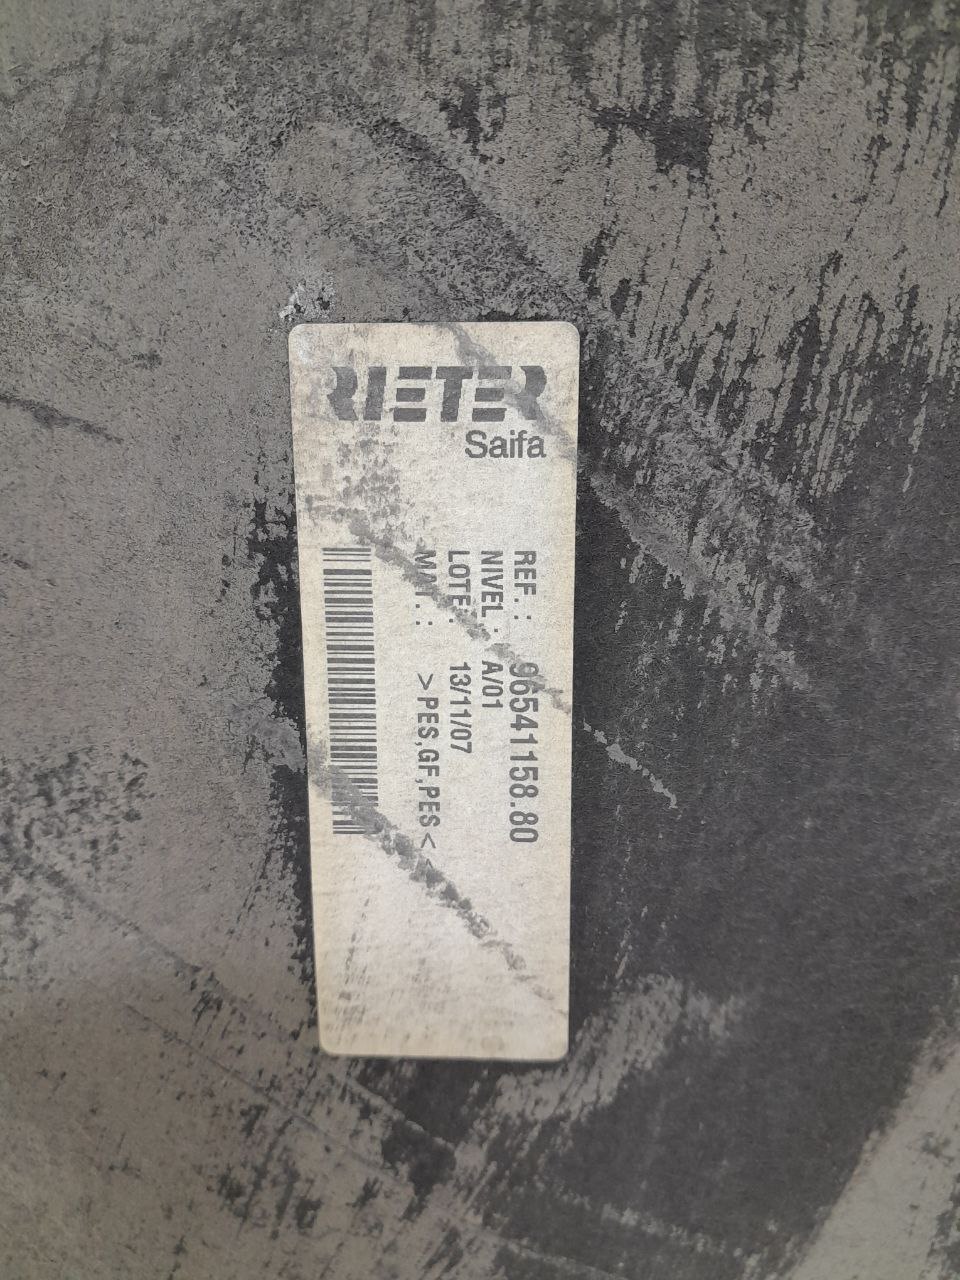 RIETER
Saifa
REF.: 96541158.80
NIVEL. A/01
LOTE: 13/11/07
MAT.: >PES,GF,PES<